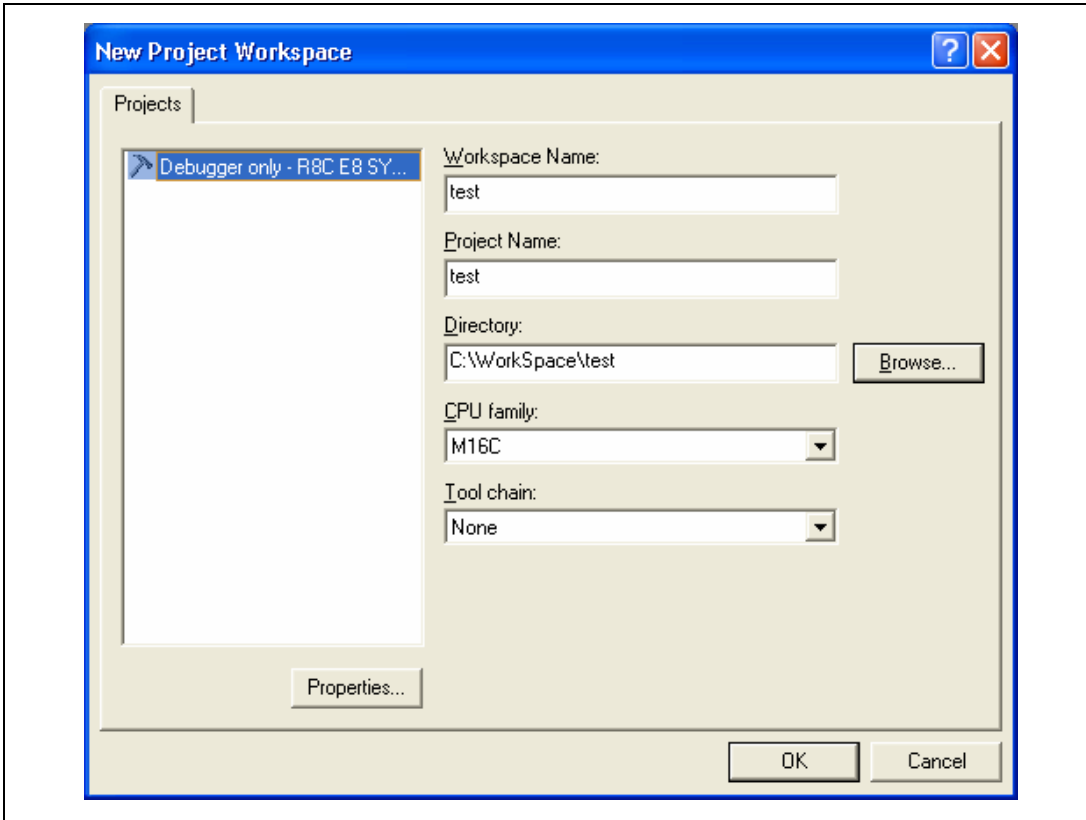 New Project Workspace
Projects
Debugger only - R8C E8 SY...
Workspace Name:
test
Project Name:
test
Directory:
C:\WorkSpace\test
Browse...
CPU family:
M16C
Tool chain:
None
Properties...
OK
Cancel